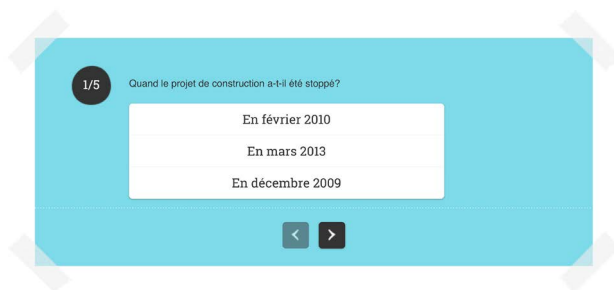 1/5
Quand le projet de construction a-t-il été stoppé?
En février 2010
En mars 2013
En décembre 2009